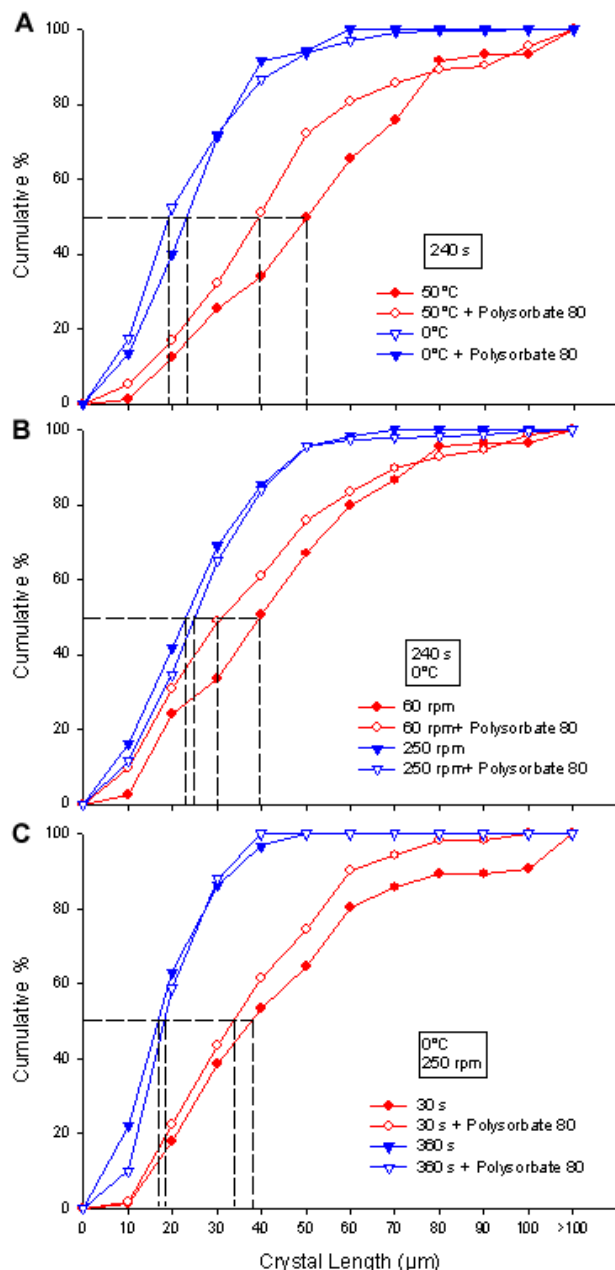 A
100
80
60
40
20
0
Cumulative %
240 s
50°C
50°C + Polysorbate 80
0°C
0°C + Polysorbate 80
B
100
80
60
40
20
0
Cumulative %
240 s
0°C
60 rpm
60 rpm+ Polysorbate 80
250 rpm
250 rpm+ Polysorbate 80
C
100
80
60
40
20
0
Cumulative %
0°C
250 rpm
30 s
30 s + Polysorbate 80
360 s
360 s + Polysorbate 80
0 10 20 30 40 50 60 70 80 90 100 >100
Crystal Length (µm)